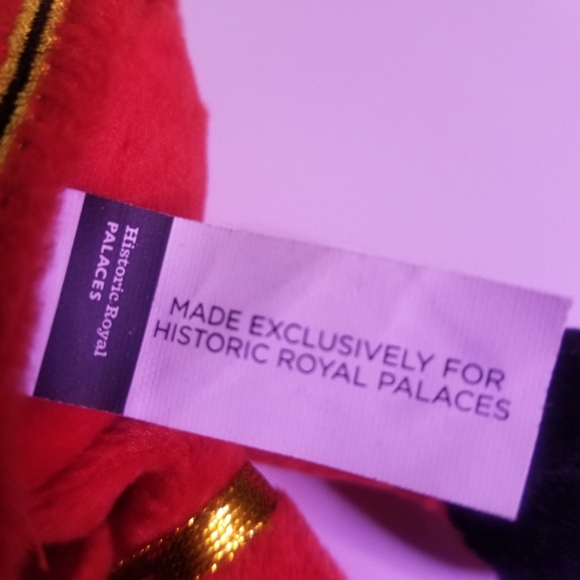 Historic Royal
PALACES
MADE EXCLUSIVELY FOR
HISTORIC ROYAL PALACES